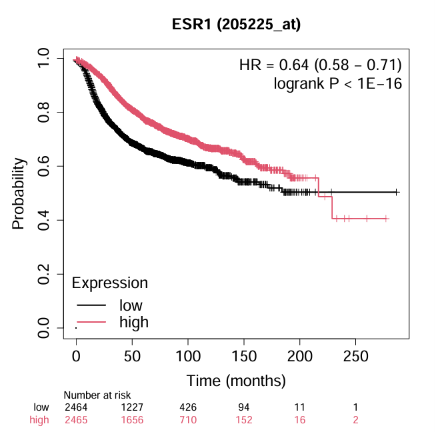 ESR1 (205225_at)
HR = 0.64 (0.58 − 0.71)
logrank P < 1E−16
Probability
1.0
0.8
0.6
0.4
0.2
0.0
Expression
low
high
0 50 100 150 200 250
Time (months)
Number at risk
low 2464 1227 426 94 11 1
high 2465 1656 710 152 16 2